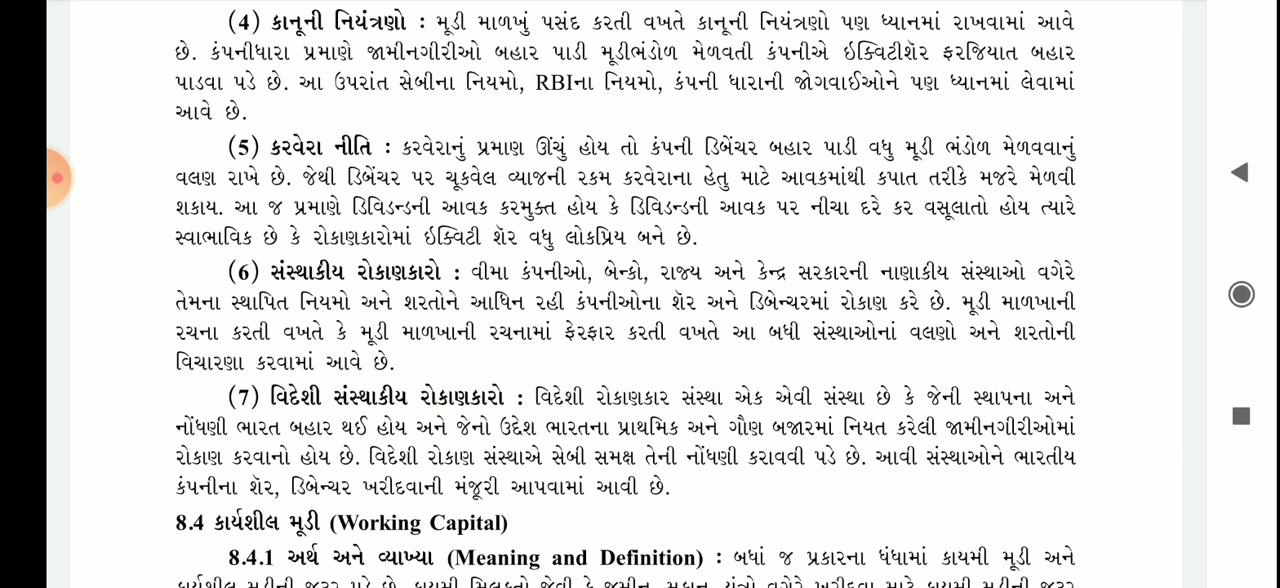 (4) કાનૂની નિયંત્રણો : મૂડી માળખું પસંદ કરતી વખતે કાનૂની નિયંત્રણો પણ ધ્યાનમાં રાખવામાં આવે
છે. કંપનીધારા પ્રમાણે જામીનગીરીઓ બહાર પાડી મૂડીભંડોળ મેળવતી કંપનીએ ઇક્વિટીશૅર ફરજિયાત બહાર
પાડવા પડે છે. આ ઉપરાંત સેબીના નિયમો, RBIના નિયમો, કંપની ધારાની જોગવાઈઓને પણ ધ્યાનમાં લેવામાં
આવે છે.
(5) કરવેરા નીતિ : કરવેરાનું પ્રમાણ ઊંચું હોય તો કંપની ડિબેંચર બહાર પાડી વધુ મૂડી ભંડોળ મેળવવાનું
વલણ રાખે છે. જેથી ડિબેંચર પર ચૂકવેલ વ્યાજની રકમ કરવેરાના હેતુ માટે આવકમાંથી કપાત તરીકે મજરે મેળવી
શકાય. આ જ પ્રમાણે ડિવિડન્ડની આવક કરમુક્ત હોય કે ડિવિડન્ડની આવક પર નીચા દરે કર વસૂલાતો હોય ત્યારે
સ્વાભાવિક છે કે રોકાણકારોમાં ઇક્વિટી શૅર વધુ લોકપ્રિય બને છે.
(6) સંસ્થાકીય રોકાણકારો : વીમા કંપનીઓ, બેન્કો, રાજ્ય અને કેન્દ્ર સરકારની નાણાકીય સંસ્થાઓ વગેરે
તેમના સ્થાપિત નિયમો અને શરતોને આધિન રહી કંપનીઓના શૅર અને ડિબેન્ચરમાં રોકાણ કરે છે. મૂડી માળખાની
રચના કરતી વખતે કે મૂડી માળખાની રચનામાં ફેરફાર કરતી વખતે આ બધી સંસ્થાઓનાં વલણો અને શરતોની
વિચારણા કરવામાં આવે છે.
(7) વિદેશી સંસ્થાકીય રોકાણકારો : વિદેશી રોકાણકાર સંસ્થા એક એવી સંસ્થા છે કે જેની સ્થાપના અને
નોંધણી ભારત બહાર થઈ હોય અને જેનો ઉદેશ ભારતના પ્રાથમિક અને ગૌણ બજારમાં નિયત કરેલી જામીનગીરીઓમાં
રોકાણ કરવાનો હોય છે. વિદેશી રોકાણ સંસ્થાએ સેબી સમક્ષ તેની નોંધણી કરાવવી પડે છે. આવી સંસ્થાઓને ભારતીય
કંપનીના શૅર, ડિબેન્ચર ખરીદવાની મંજૂરી આપવામાં આવી છે.
8.4 કાર્યશીલ મૂડી (Working Capital)
8.4.1 અર્થ અને વ્યાખ્યા (Meaning and Definition) : બધાં જ પ્રકારના ધંધામાં કાયમી મૂડી અને